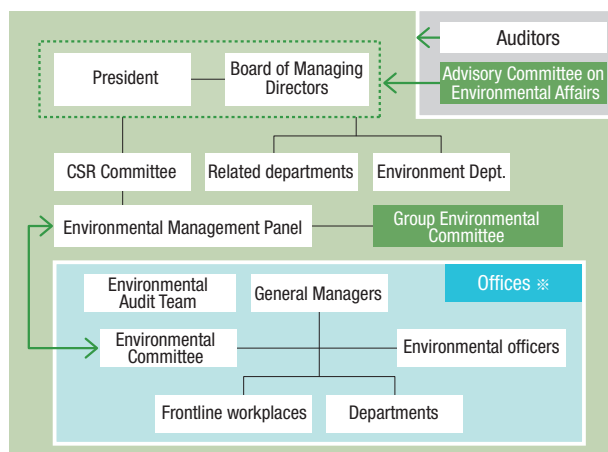 Auditors
President
Board of Managing
Directors
Advisory Committee on
Environmental Affairs
CSR Committee
Related departments
Environment Dept.
Environmental Management Panel
Group Environmental
Committee
Environmental
Audit Team
General Managers
Offices ※
Environmental
Committee
Environmental officers
Frontline workplaces
Departments